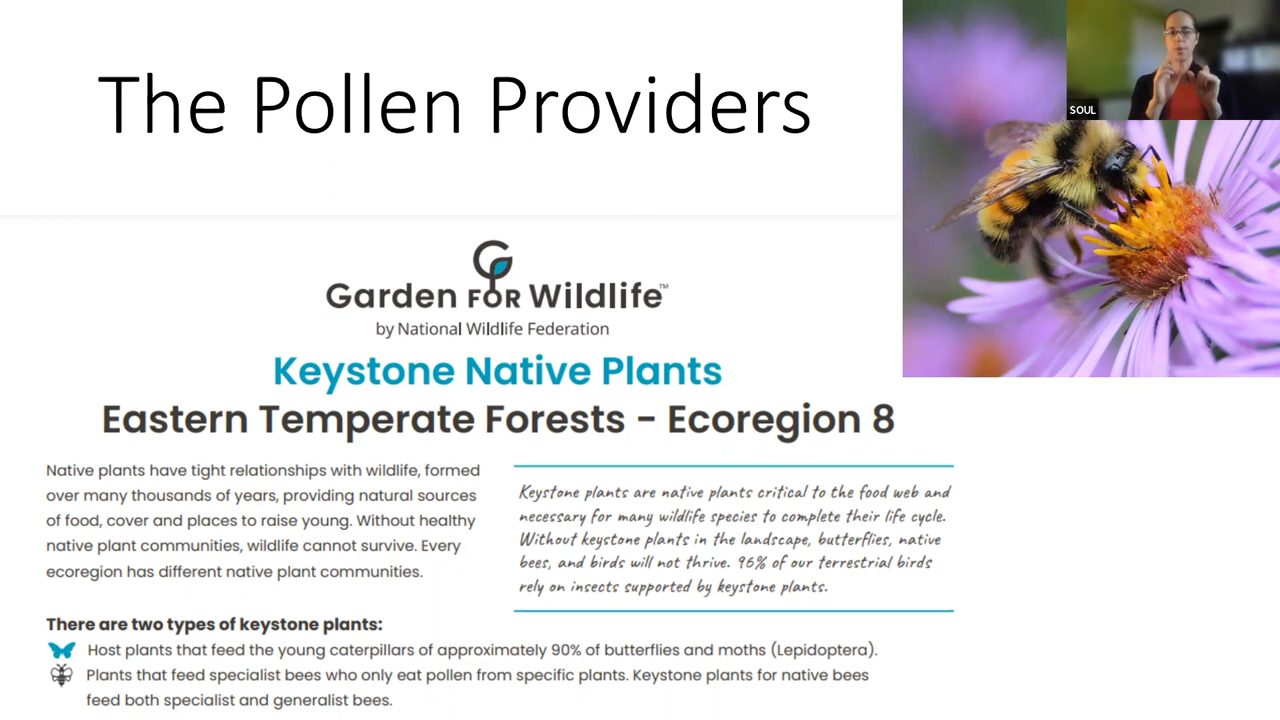 The Pollen Providers
SOUL
Garden FOR Wildlife™
by National Wildlife Federation
Keystone Native Plants
Eastern Temperate Forests - Ecoregion 8
Native plants have tight relationships with wildlife, formed
over many thousands of years, providing natural sources
of food, cover and places to raise young. Without healthy
native plant communities, wildlife cannot survive. Every
ecoregion has different native plant communities.
Keystone plants are native plants critical to the food web and
necessary for many wildlife species to complete their life cycle.
Without keystone plants in the landscape, butterflies, native
bees, and birds will not thrive. 96% of our terrestrial birds
rely on insects supported by keystone plants.
There are two types of keystone plants:
Host plants that feed the young caterpillars of approximately 90% of butterflies and moths (Lepidoptera).
Plants that feed specialist bees who only eat pollen from specific plants. Keystone plants for native bees
feed both specialist and generalist bees.